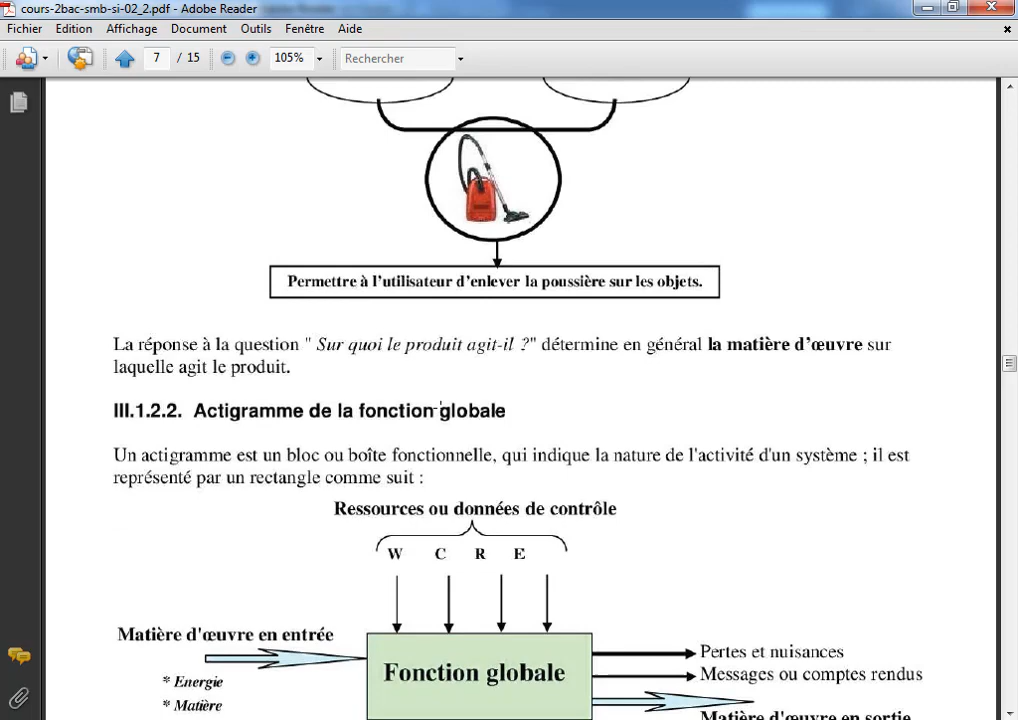 cours-2bac-smb-si-02_2.pdf - Adobe Reader
Fichier Edition Affichage Document Outils Fenêtre Aide
7 / 15 105% Rechercher
Permettre à l'utilisateur d'enlever la poussière sur les objets.
La réponse à la question " Sur quoi le produit agit-il ?" détermine en général la matière d'œuvre sur
laquelle agit le produit.
III.1.2.2. Actigramme de la fonction globale
Un actigramme est un bloc ou boîte fonctionnelle, qui indique la nature de l'activité d'un système ; il est
représenté par un rectangle comme suit :
Ressources ou données de contrôle
W C R E
Matière d'œuvre en entrée
* Energie
* Matière
Fonction globale
Pertes et nuisances
Messages ou comptes rendus
Matière d'œuvre en sortie